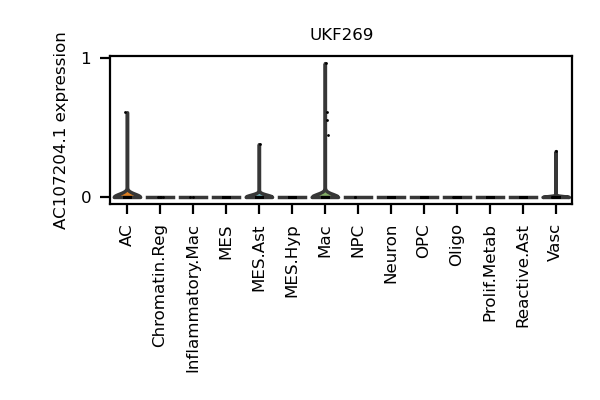 UKF269
AC107204.1 expression
1
0
AC
Chromatin.Reg
Inflammatory.Mac
MES
MES.Ast
MES.Hyp
Mac
NPC
Neuron
OPC
Oligo
Prolif.Metab
Reactive.Ast
Vasc